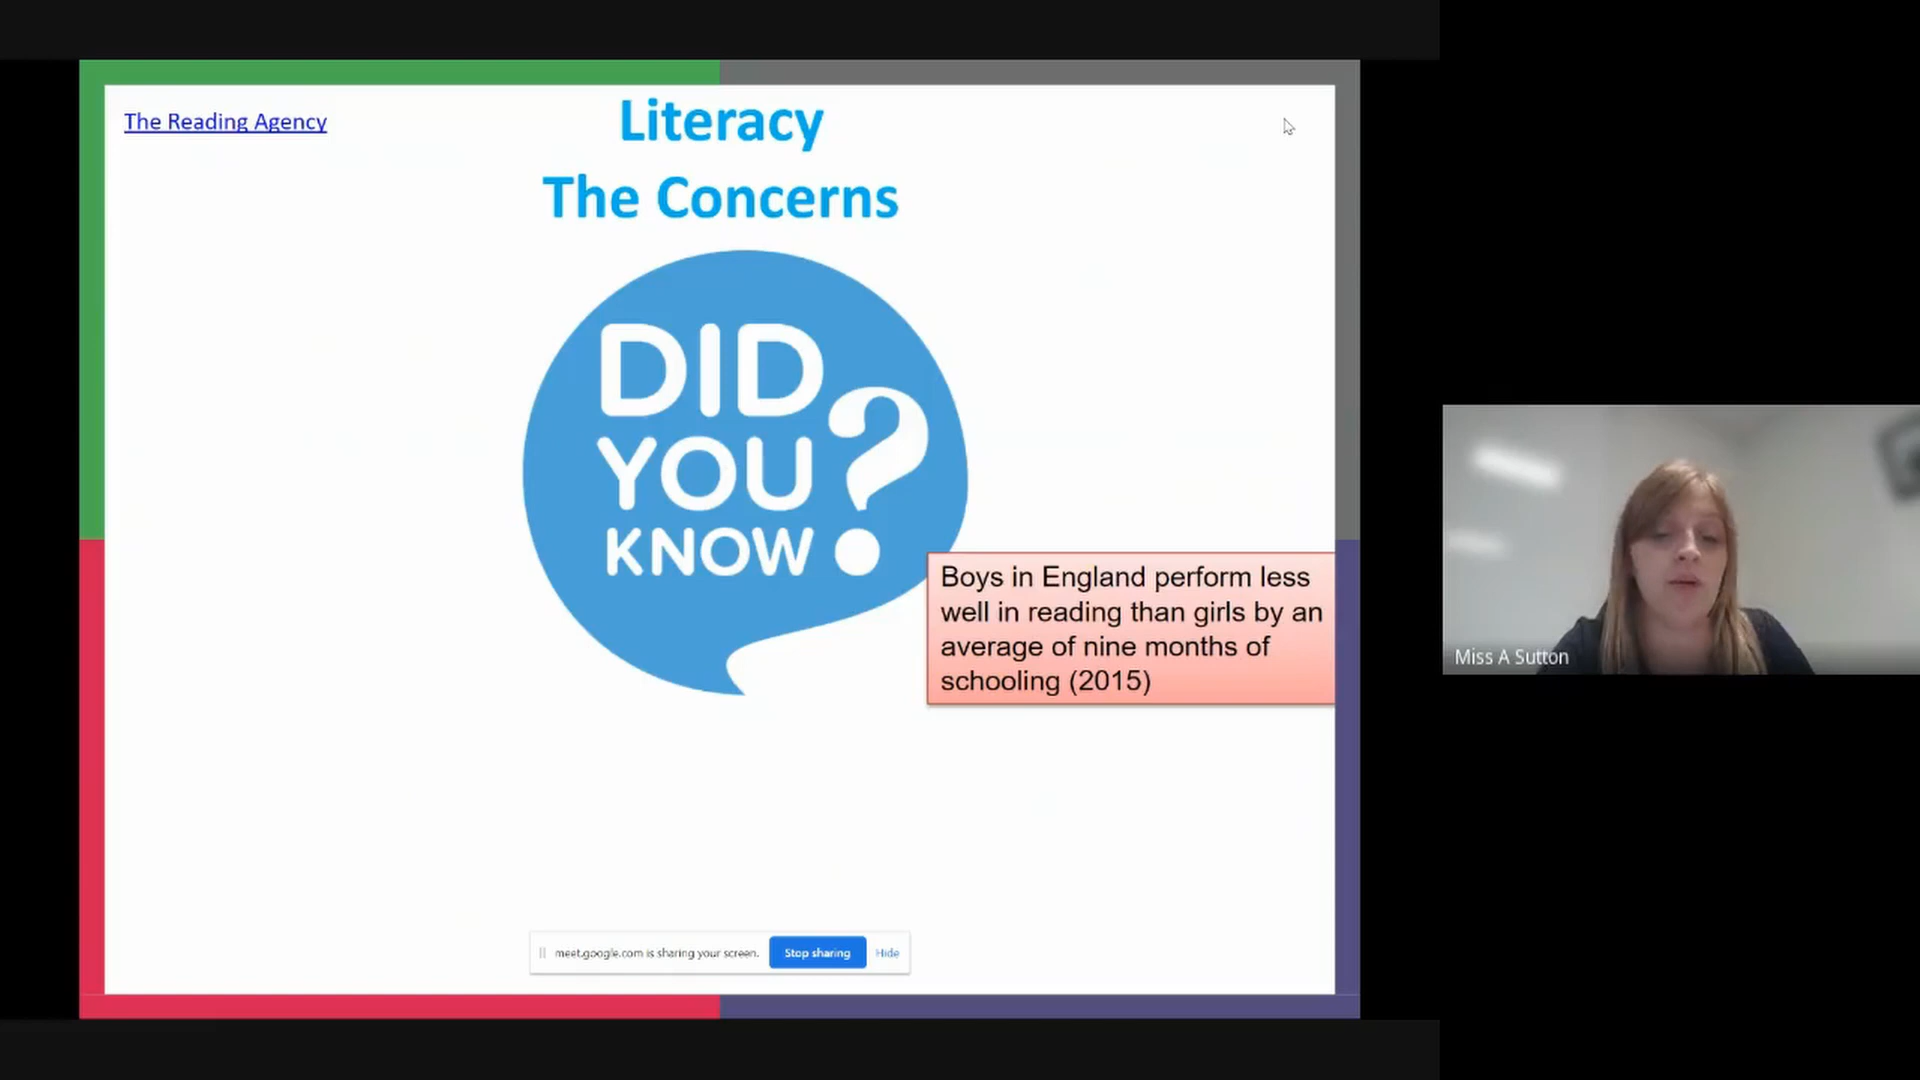 The Reading Agency
Literacy
The Concerns
DID
YOU
KNOW?
Boys in England perform less
well in reading than girls by an
average of nine months of
schooling (2015)
Miss A Sutton
meet.google.com is sharing your screen. Stop sharing Hide